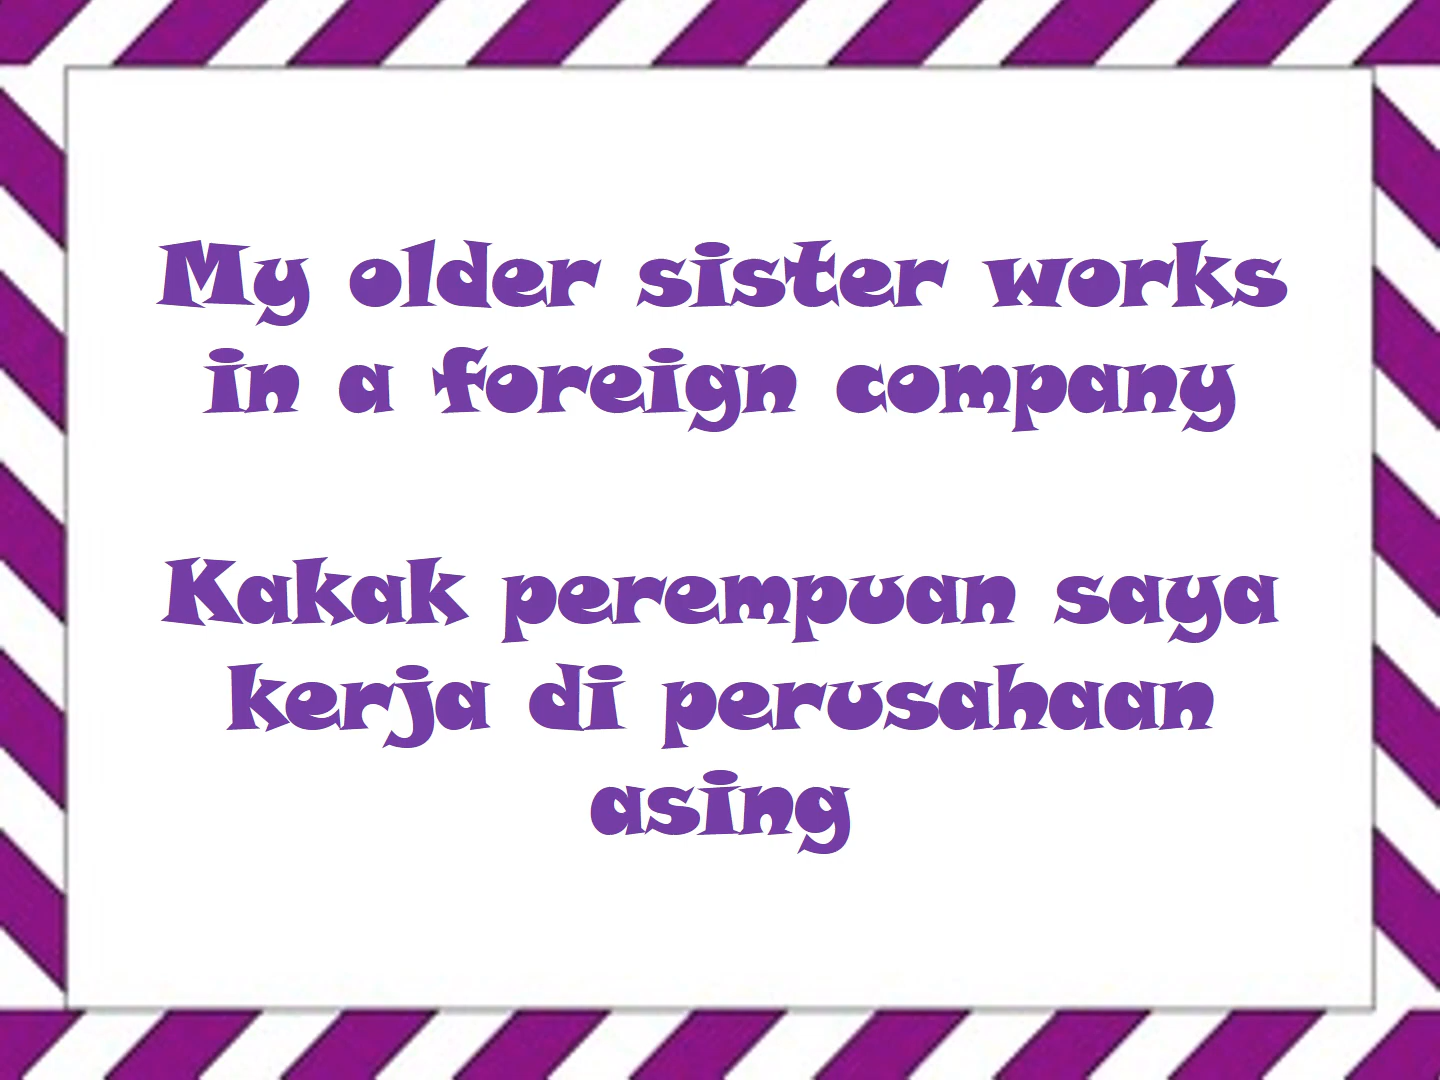 My older sister works
in a foreign company
Kakak perempuan saya
kerja di perusahaan
asing